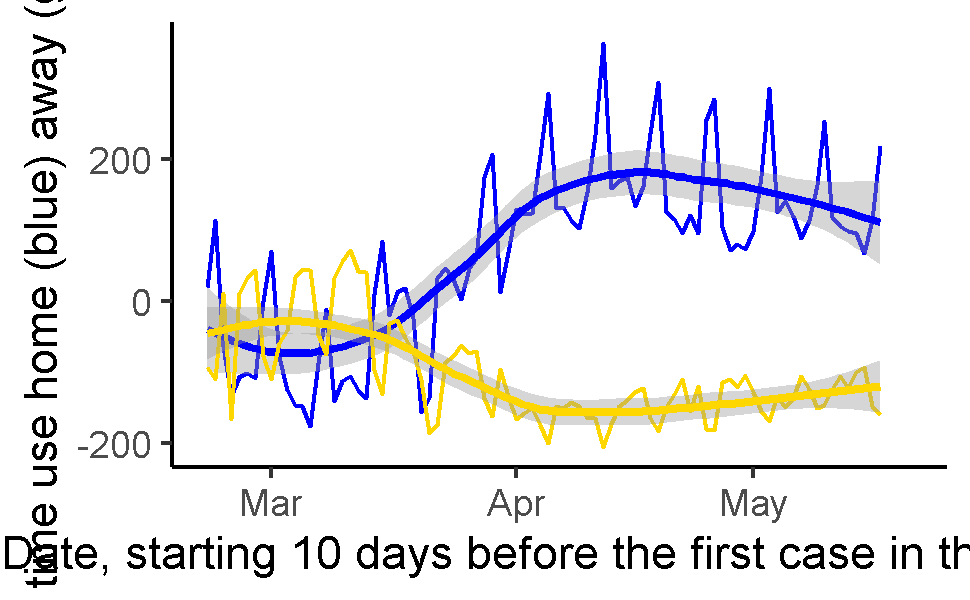 time use home (blue) away (
200
0
-200
Mar
Apr
May
Date, starting 10 days before the first case in th